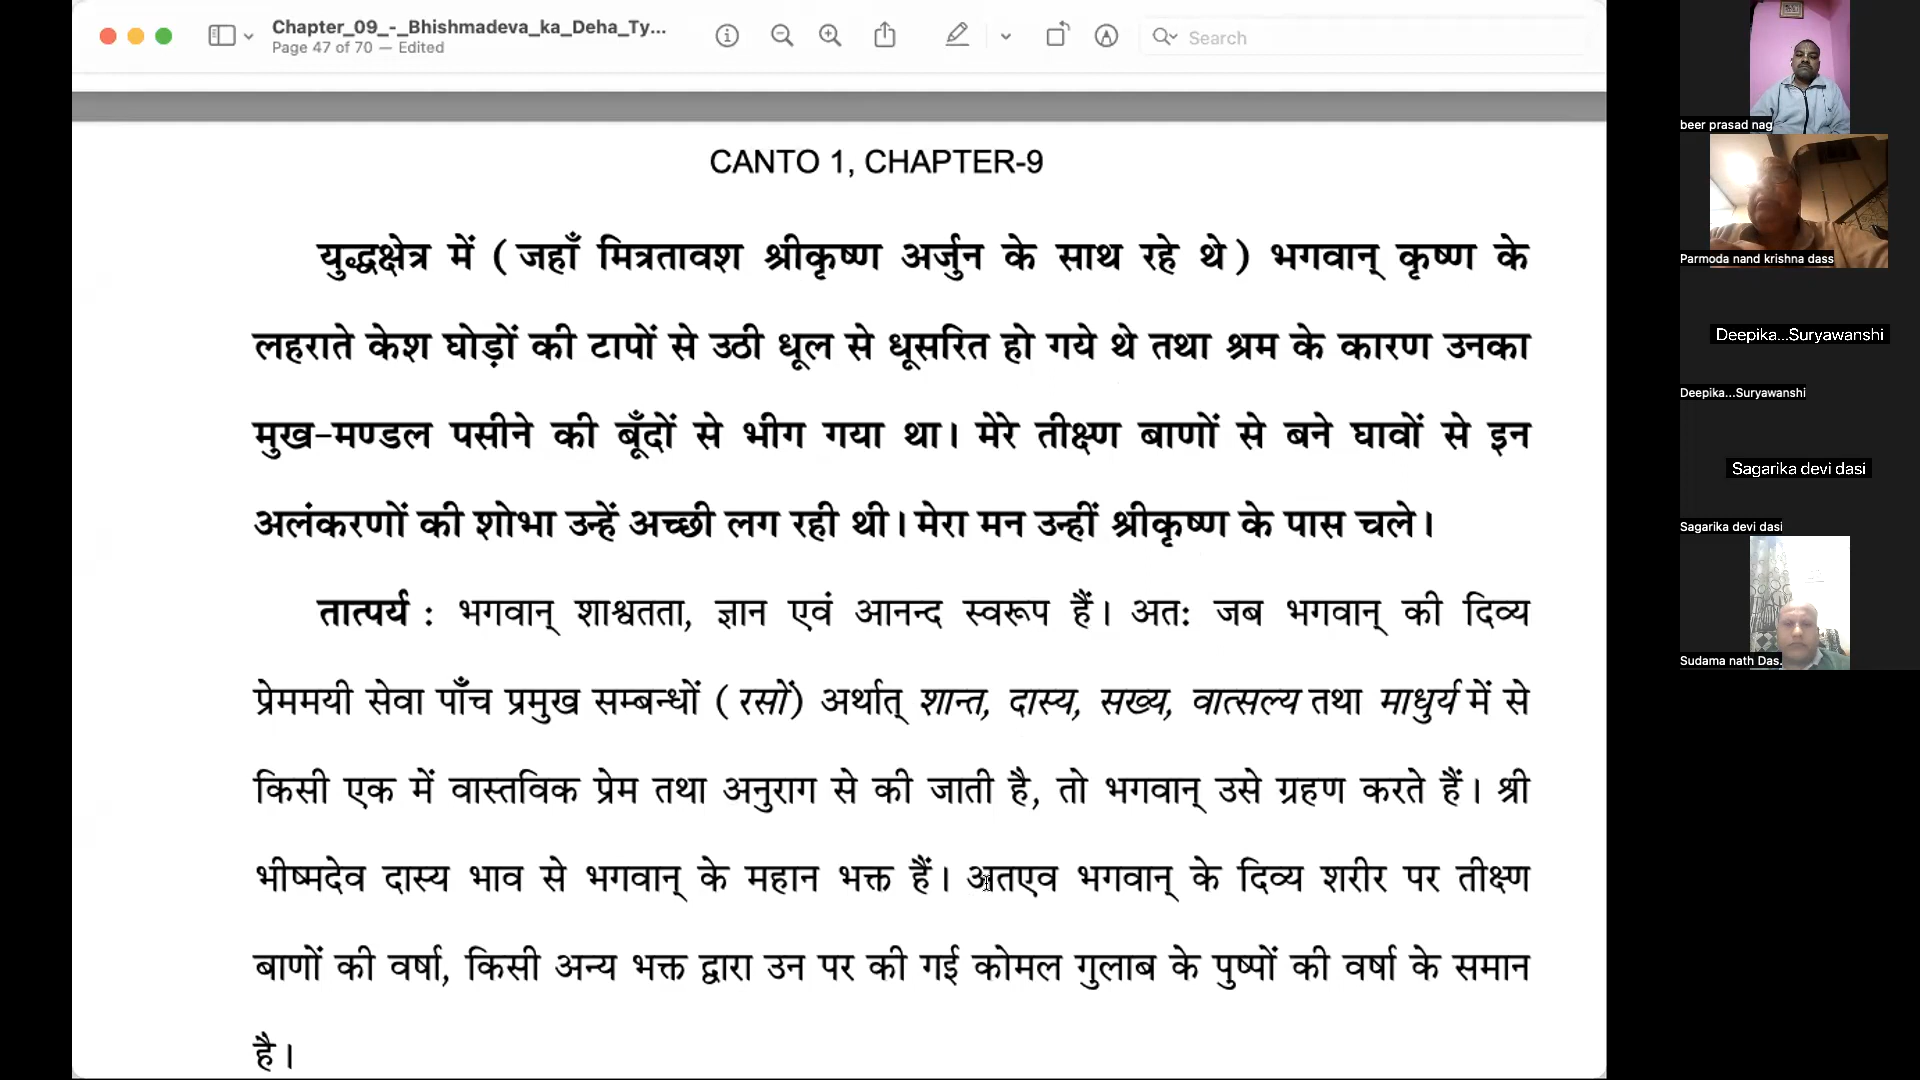 Chapter_09_-_Bhishmadeva_ka_Deha_Ty...
Page 47 of 70 — Edited
Search
CANTO 1, CHAPTER-9
युद्धक्षेत्र में (जहाँ मित्रतावश श्रीकृष्ण अर्जुन के साथ रहे थे) भगवान् कृष्ण के
लहराते केश घोड़ों की टापों से उठी धूल से धूसरित हो गये थे तथा श्रम के कारण उनका
मुख-मण्डल पसीने की बूँदों से भीग गया था। मेरे तीक्ष्ण बाणों से बने घावों से इन
अलंकरणों की शोभा उन्हें अच्छी लग रही थी। मेरा मन उन्हीं श्रीकृष्ण के पास चले।
तात्पर्य : भगवान् शाश्वतता, ज्ञान एवं आनन्द स्वरूप हैं। अतः जब भगवान् की दिव्य
प्रेममयी सेवा पाँच प्रमुख सम्बन्धों (रसों) अर्थात् शान्त, दास्य, सख्य, वात्सल्य तथा माधुर्य में से
किसी एक में वास्तविक प्रेम तथा अनुराग से की जाती है, तो भगवान् उसे ग्रहण करते हैं। श्री
भीष्मदेव दास्य भाव से भगवान् के महान भक्त हैं। अतएव भगवान् के दिव्य शरीर पर तीक्ष्ण
बाणों की वर्षा, किसी अन्य भक्त द्वारा उन पर की गई कोमल गुलाब के पुष्पों की वर्षा के समान
है।
beer prasad nag
Parmoda nand krishna dass
Deepika...Suryawanshi
Deepika...Suryawanshi
Sagarika devi dasi
Sagarika devi dasi
Sudama nath Das.